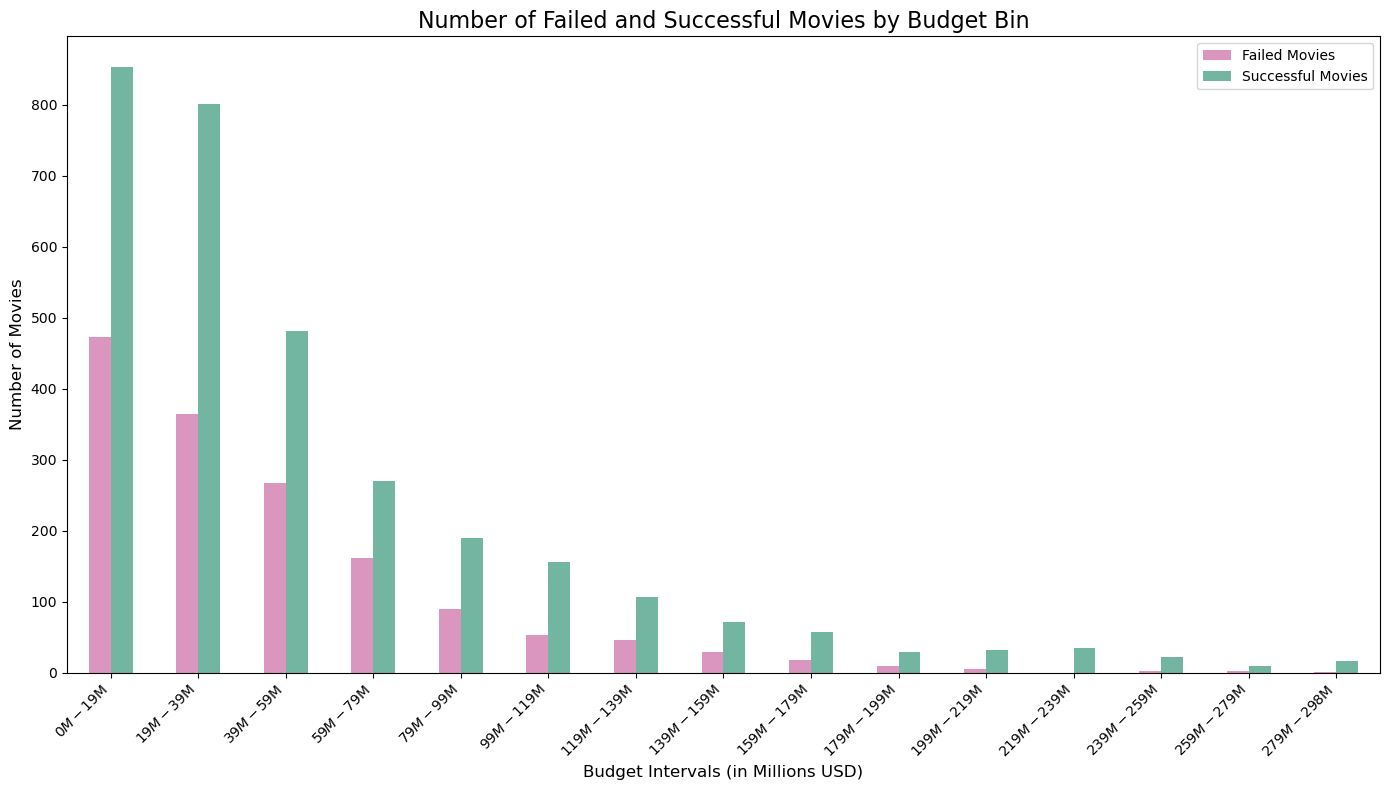 Number of Failed and Successful Movies by Budget Bin
Failed Movies
Successful Movies
Number of Movies
800
700
600
500
400
300
200
100
0
0M − 19M
19M − 39M
39M − 59M
59M − 79M
79M − 99M
99M − 119M
119M − 139M
139M − 159M
159M − 179M
179M − 199M
199M − 219M
219M − 239M
239M − 259M
259M − 279M
279M − 298M
Budget Intervals (in Millions USD)